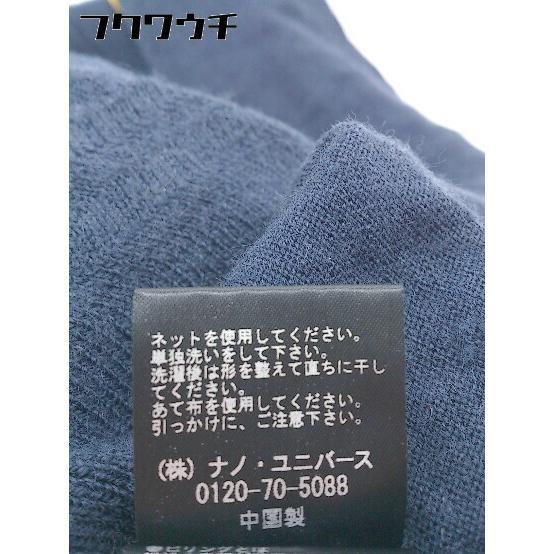 フクワウチ
ネットを使用してください。
単独洗いをして下さい。
洗濯後は形を整えて直ちに干し
てください。
あて布を使用してください。
引っかけに、ご注意下さい。
(株) ナノ・ユニバース
0120-70-5088
中国製